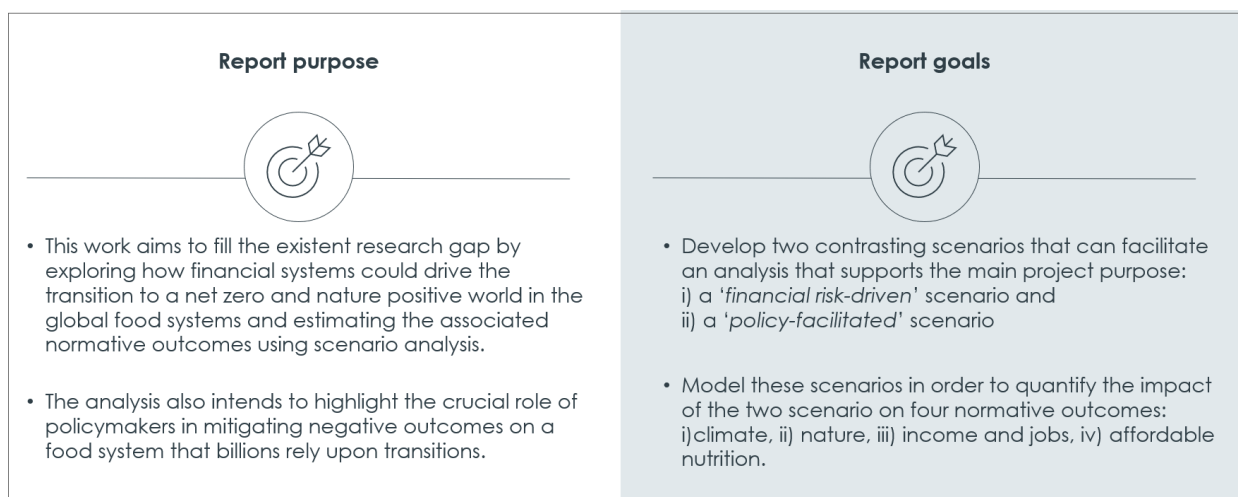 Report purpose
• This work aims to fill the existent research gap by
exploring how financial systems could drive the
transition to a net zero and nature positive world in the
global food systems and estimating the associated
normative outcomes using scenario analysis.
• The analysis also intends to highlight the crucial role of
policymakers in mitigating negative outcomes on a
food system that billions rely upon transitions.
Report goals
• Develop two contrasting scenarios that can facilitate
an analysis that supports the main project purpose:
i) a ‘financial risk-driven’ scenario and
ii) a ‘policy-facilitated’ scenario
• Model these scenarios in order to quantify the impact
of the two scenario on four normative outcomes:
i)climate, ii) nature, iii) income and jobs, iv) affordable
nutrition.